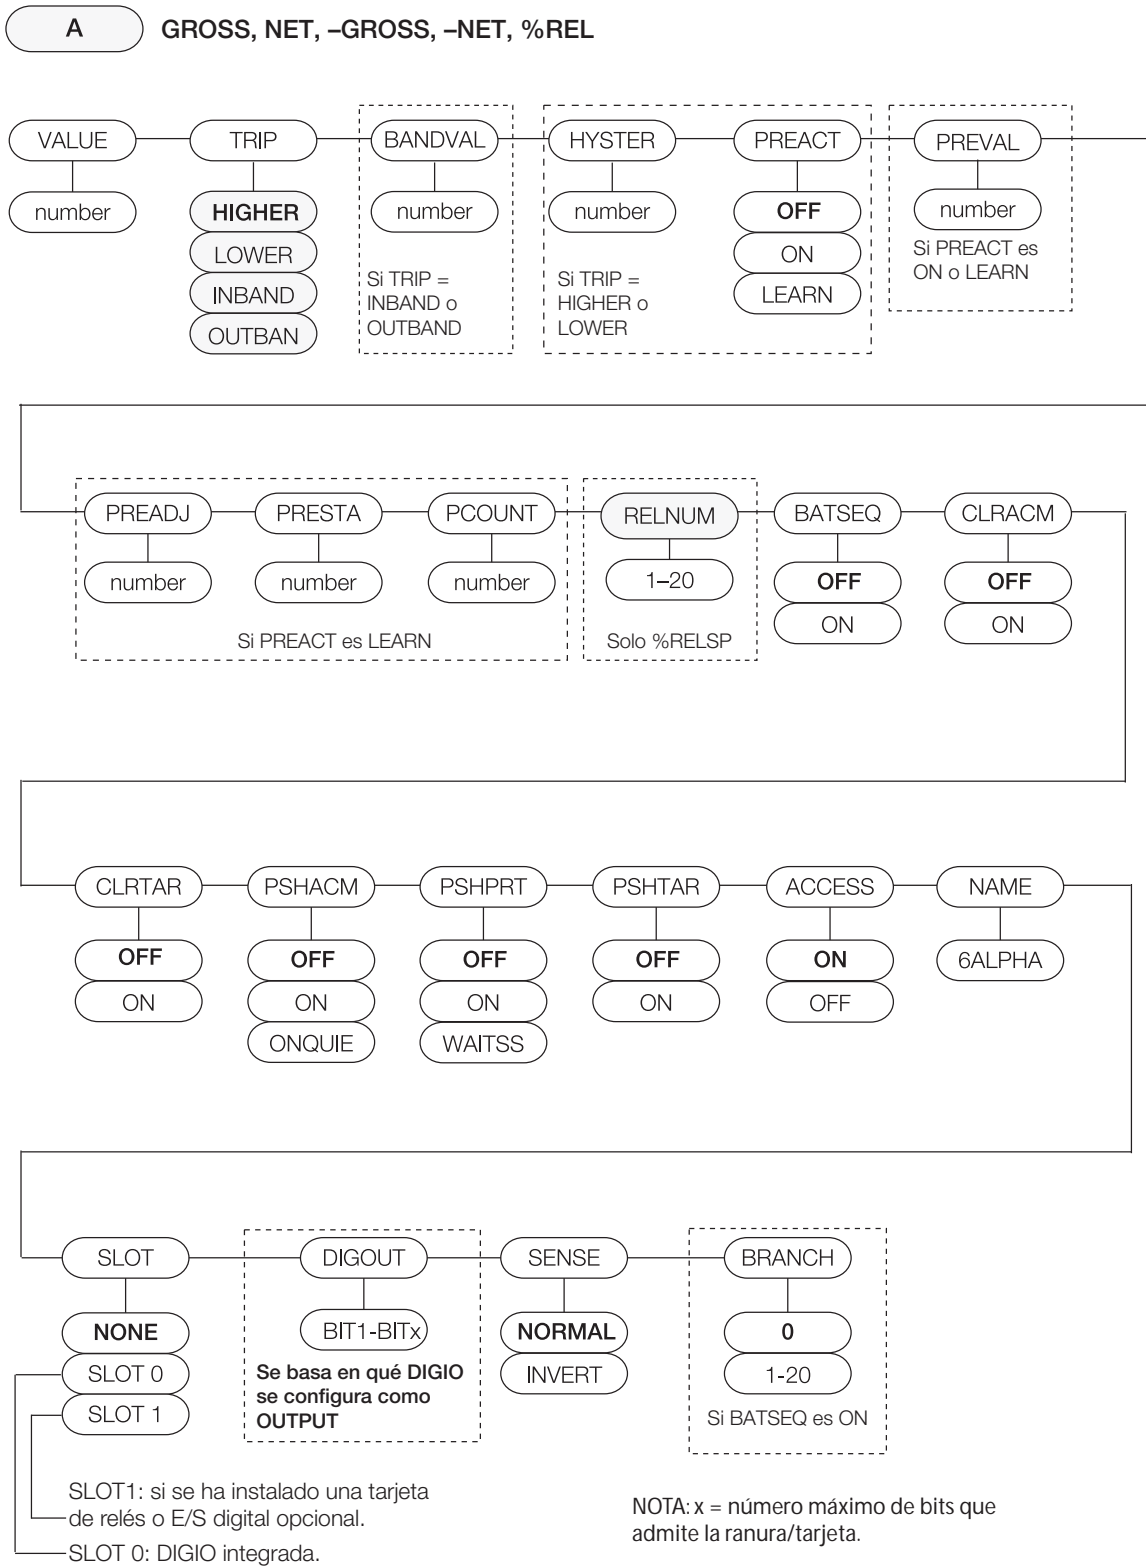 A GROSS, NET, –GROSS, –NET, %REL
VALUE TRIP BANDVAL HYSTER PREACT PREVAL
number HIGHER number number OFF number
LOWER ON
INBAND LEARN
OUTBAN
Si TRIP =
INBAND o
OUTBAND
Si TRIP =
HIGHER o
LOWER
Si PREACT es
ON o LEARN
PREADJ PRESTA PCOUNT RELNUM BATSEQ CLRACM
number number number 1–20 OFF OFF
ON ON
Si PREACT es LEARN
Solo %RELSP
CLRTAR PSHACM PSHPRT PSHTAR ACCESS NAME
OFF OFF OFF OFF ON 6ALPHA
ON ON ON ON OFF
ONQUIE WAITSS
SLOT DIGOUT SENSE BRANCH
NONE BIT1-BITx NORMAL 0
SLOT 0 INVERT 1-20
SLOT 1
Se basa en qué DIGIO
se configura como
OUTPUT
Si BATSEQ es ON
SLOT1: si se ha instalado una tarjeta
de relés o E/S digital opcional.
SLOT 0: DIGIO integrada.
NOTA: x = número máximo de bits que
admite la ranura/tarjeta.